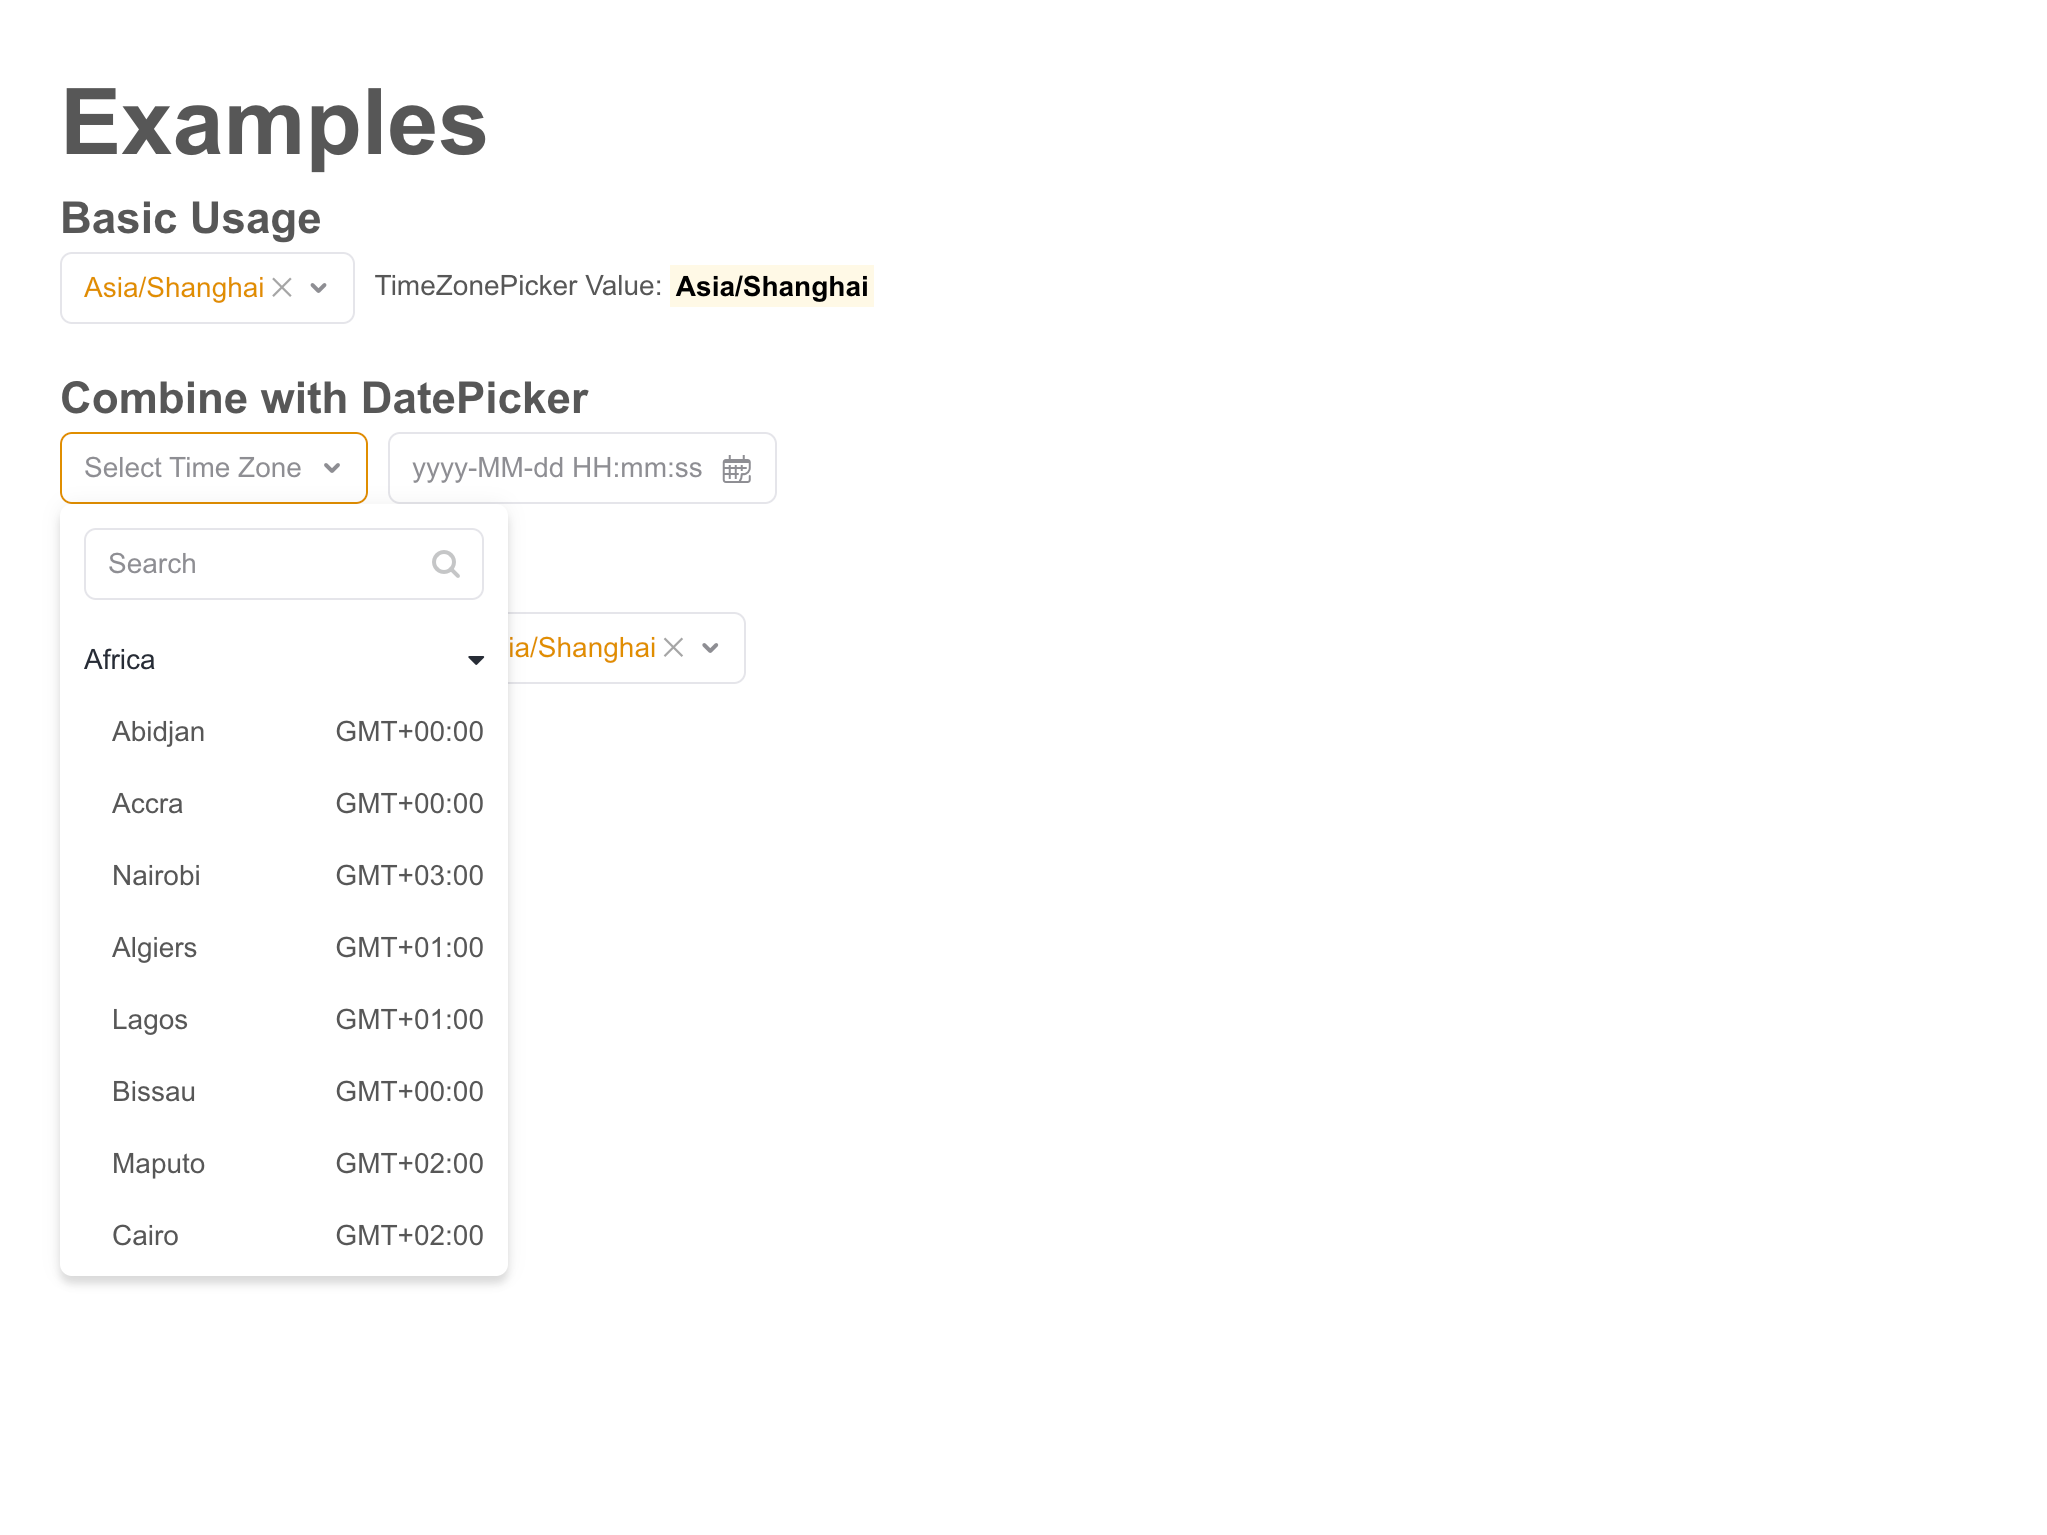 Examples
Basic Usage
Asia/Shanghai TimeZonePicker Value: Asia/Shanghai
Combine with DatePicker
Select Time Zone yyyy-MM-dd HH:mm:ss
Search
ia/Shanghai
Africa
Abidjan GMT+00:00
Accra GMT+00:00
Nairobi GMT+03:00
Algiers GMT+01:00
Lagos GMT+01:00
Bissau GMT+00:00
Maputo GMT+02:00
Cairo GMT+02:00